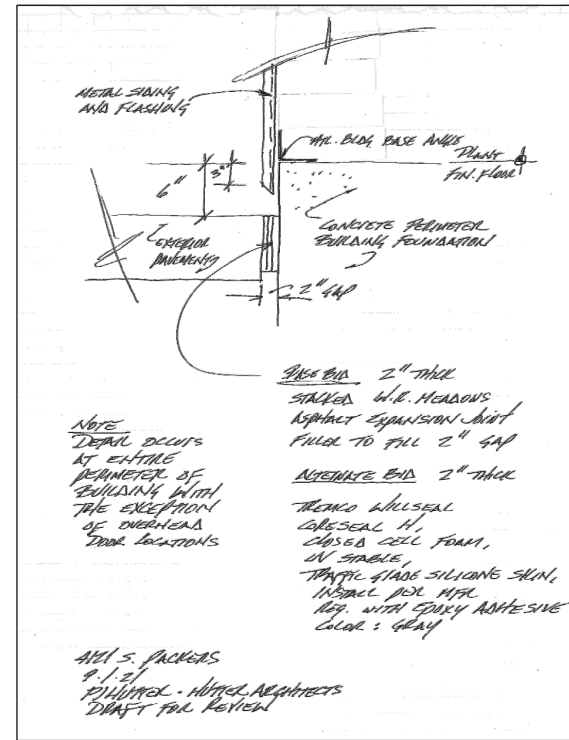 METAL SIDING
AND FLASHING
MTL. BLDG BASE ANGLE
PLANT
FIN. FLOOR
3"
6"
CONCRETE PERIMETER
BUILDING FOUNDATION
EXTERIOR
PAVEMENTS
2" GAP
BASE BID 2" THICK
STACKED W.R. MEADOWS
ASPHALT EXPANSION JOINT
FILLER TO FILL 2" GAP
NOTE
DETAIL OCCURS
AT ENTIRE
PERIMETER OF
BUILDING WITH
THE EXCEPTION
OF OVERHEAD
DOOR LOCATIONS
ALTERNATE BID 2" THICK
TREMCO WILLSEAL
CORESEAL H,
CLOSED CELL FOAM,
UV STABLE,
TRAFFIC GRADE SILICONE SKIN,
INSTALL PER MFR
REQ. WITH EPOXY ADHESIVE
COLOR : GRAY
S. PACKERS
9.1.21
PJHUTTER - HUTTER ARCHITECTS
DRAFT FOR REVIEW